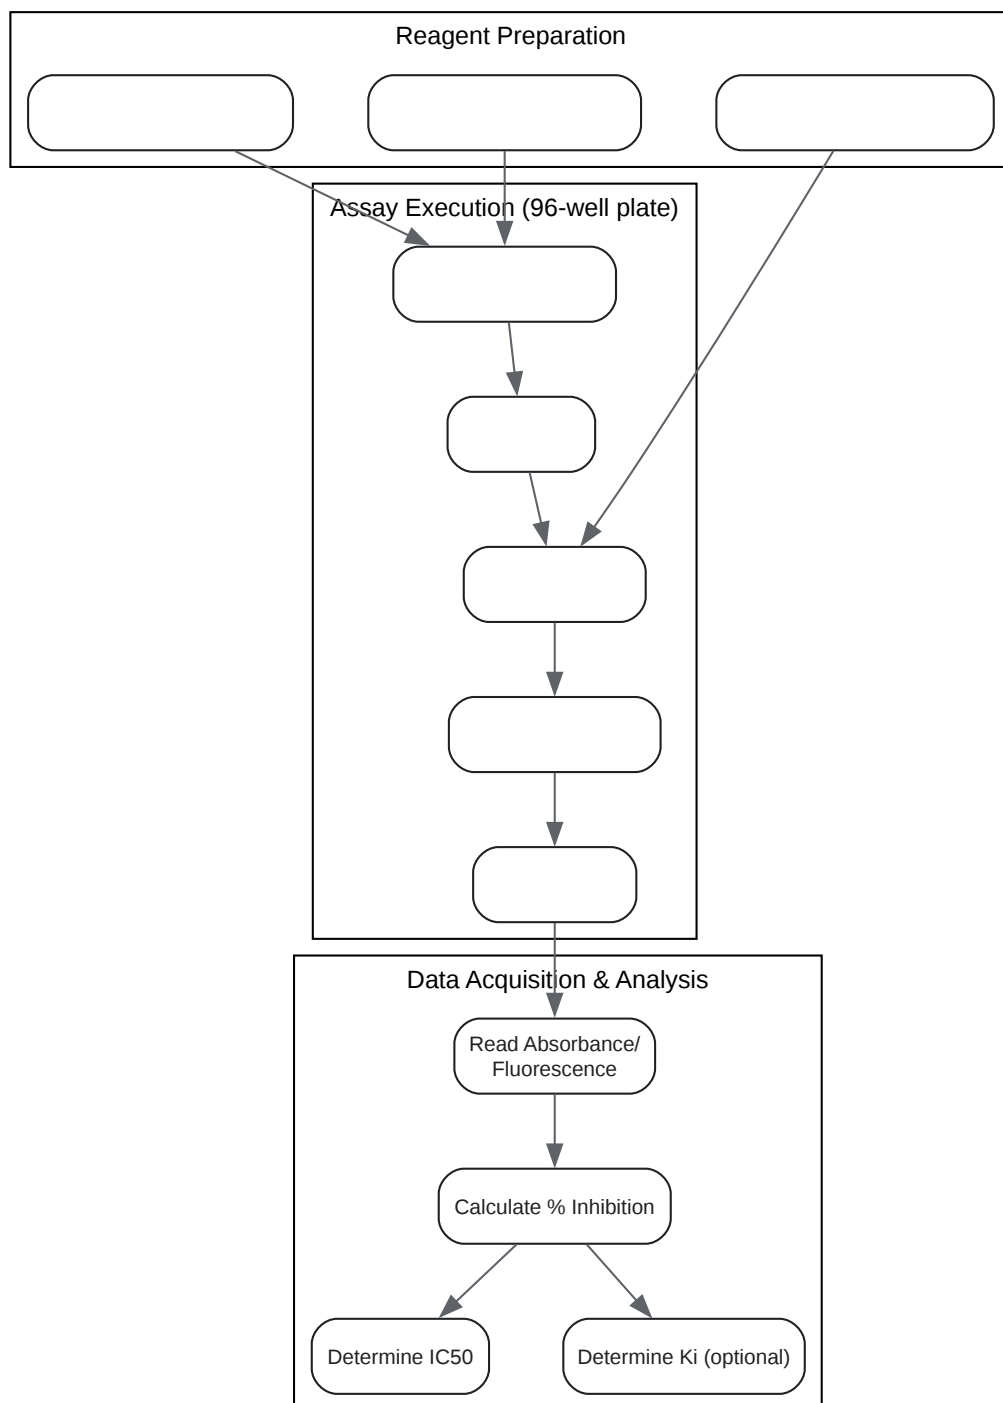 Reagent Preparation
Assay Execution (96-well plate)
Data Acquisition & Analysis
Read Absorbance/
Fluorescence
Calculate % Inhibition
Determine IC50
Determine Ki (optional)